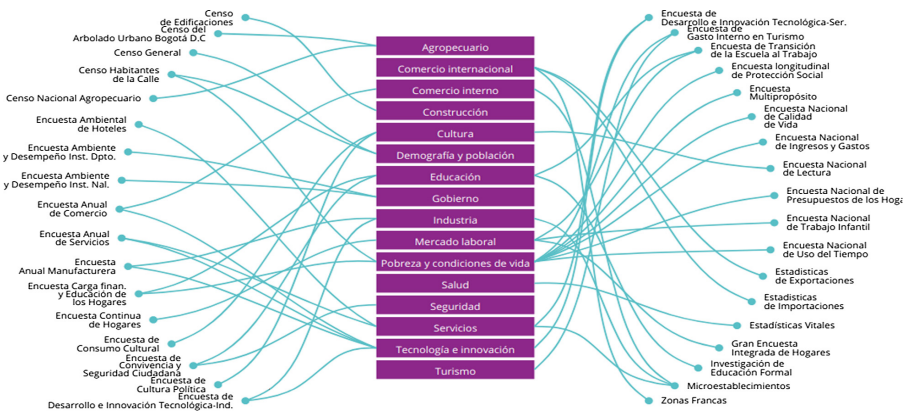 Censo
de Edificaciones
Censo del
Arbolado Urbano Bogotá D.C
Censo General
Censo Habitantes
de la Calle
Censo Nacional Agropecuario
Encuesta Ambiental
de Hoteles
Encuesta Ambiente
y Desempeño Inst. Dpto.
Encuesta Ambiente
y Desempeño Inst. Nal.
Encuesta Anual
de Comercio
Encuesta Anual
de Servicios
Encuesta
Anual Manufacturera
Encuesta Carga finan.
y Educación de
los Hogares
Encuesta Continua
de Hogares
Encuesta de
Consumo Cultural
Encuesta de
Convivencia y
Seguridad Ciudadana
Encuesta de
Cultura Política
Encuesta de
Desarrollo e Innovación Tecnológica-Ind.
Agropecuario
Comercio internacional
Comercio interno
Construcción
Cultura
Demografía y población
Educación
Gobierno
Industria
Mercado laboral
Pobreza y condiciones de vida
Salud
Seguridad
Servicios
Tecnología e innovación
Turismo
Encuesta de
Desarrollo e Innovación Tecnológica-Ser.
Encuesta de
Gasto Interno en Turismo
Encuesta de Transición
de la Escuela al Trabajo
Encuesta longitudinal
de Protección Social
Encuesta
Multipropósito
Encuesta Nacional
de Calidad
de Vida
Encuesta Nacional
de Ingresos y Gastos
Encuesta Nacional
de Lectura
Encuesta Nacional de
Presupuestos de los Hoga
Encuesta Nacional
de Trabajo Infantil
Encuesta Nacional
de Uso del Tiempo
Estadisticas
de Exportaciones
Estadísticas
de Importaciones
Estadísticas Vitales
Gran Encuesta
Integrada de Hogares
Investigación de
Educación Formal
Microestablecimientos
Zonas Francas